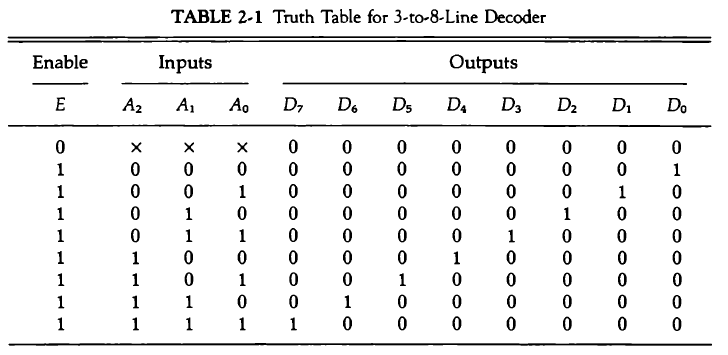 TABLE 2-1 Truth Table for 3-to-8-Line Decoder
Enable Inputs Outputs
E A₂ A₁ A₀ D₇ D₆ D₅ D₄ D₃ D₂ D₁ D₀
0 × × × 0 0 0 0 0 0 0 0
1 0 0 0 0 0 0 0 0 0 0 1
1 0 0 1 0 0 0 0 0 0 1 0
1 0 1 0 0 0 0 0 0 1 0 0
1 0 1 1 0 0 0 0 1 0 0 0
1 1 0 0 0 0 0 1 0 0 0 0
1 1 0 1 0 0 1 0 0 0 0 0
1 1 1 0 0 1 0 0 0 0 0 0
1 1 1 1 1 0 0 0 0 0 0 0